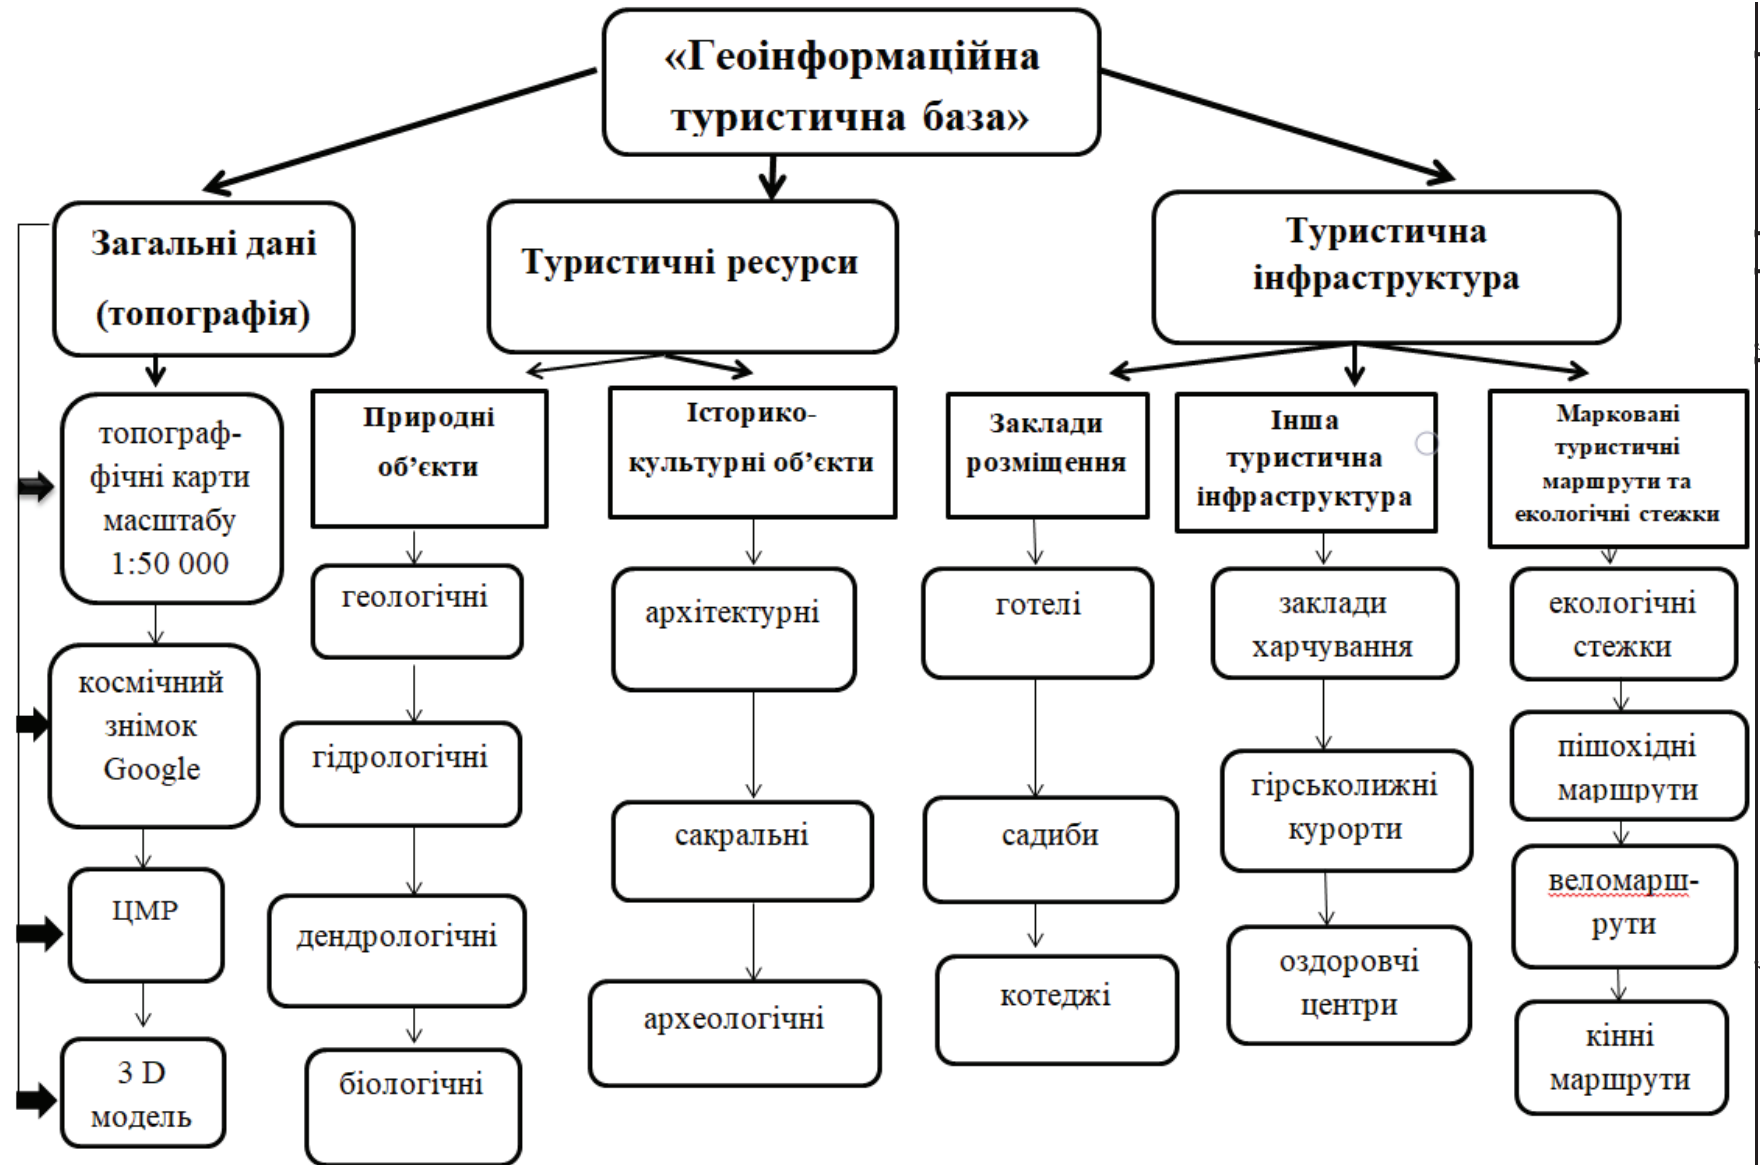 «Геоінформаційна
туристична база»
Загальні дані
(топографія)
Туристичні ресурси
Туристична
інфраструктура
топограф-
фічні карти
масштабу
1:50 000
космічний
знімок
Google
ЦМР
3 D
модель
Природні
об’єкти
геологічні
гідрологічні
дендрологічні
біологічні
Історико-
культурні об’єкти
архітектурні
сакральні
археологічні
Заклади
розміщення
готелі
садиби
котеджі
Інша
туристична
інфраструктура
заклади
харчування
гірськолижні
курорти
оздоровчі
центри
Марковані
туристичні
маршрути та
екологічні стежки
екологічні
стежки
пішохідні
маршрути
веломарш-
рути
кінні
маршрути